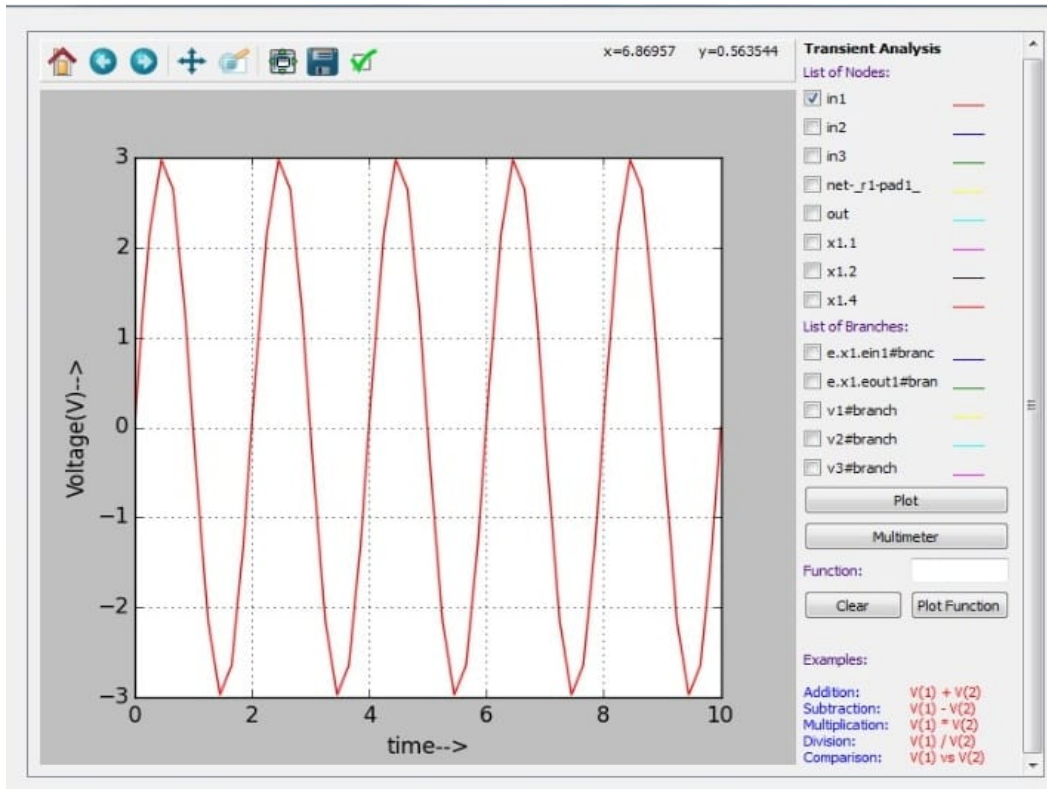 x=6.86957 y=0.563544
Voltage(V)-->
3
2
1
0
−1
−2
−3
0 2 4 6 8 10
time-->
Transient Analysis
List of Nodes:
in1
in2
in3
net-_r1-pad1_
out
x1.1
x1.2
x1.4
List of Branches:
e.x1.ein1#branc
e.x1.eout1#bran
v1#branch
v2#branch
v3#branch
Plot
Multimeter
Function:
Clear Plot Function
Examples:
Addition: V(1) + V(2)
Subtraction: V(1) - V(2)
Multiplication: V(1) * V(2)
Division: V(1) / V(2)
Comparison: V(1) vs V(2)